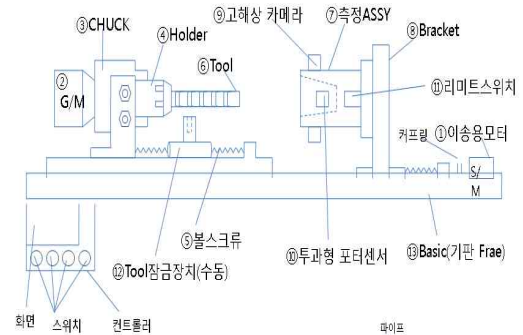 ⑨고해상 카메라
⑦측정ASSY
③CHUCK
④Holder
⑧Bracket
⑥Tool
②
G/M
⑪리미트스위치
커프링
①이송용모터
S/
M
⑤볼스크류
⑩투과형 포터센서
⑬Basic(기판 Frae)
⑫Tool잠금장치(수동)
화면
스위치
컨트롤러
파이프